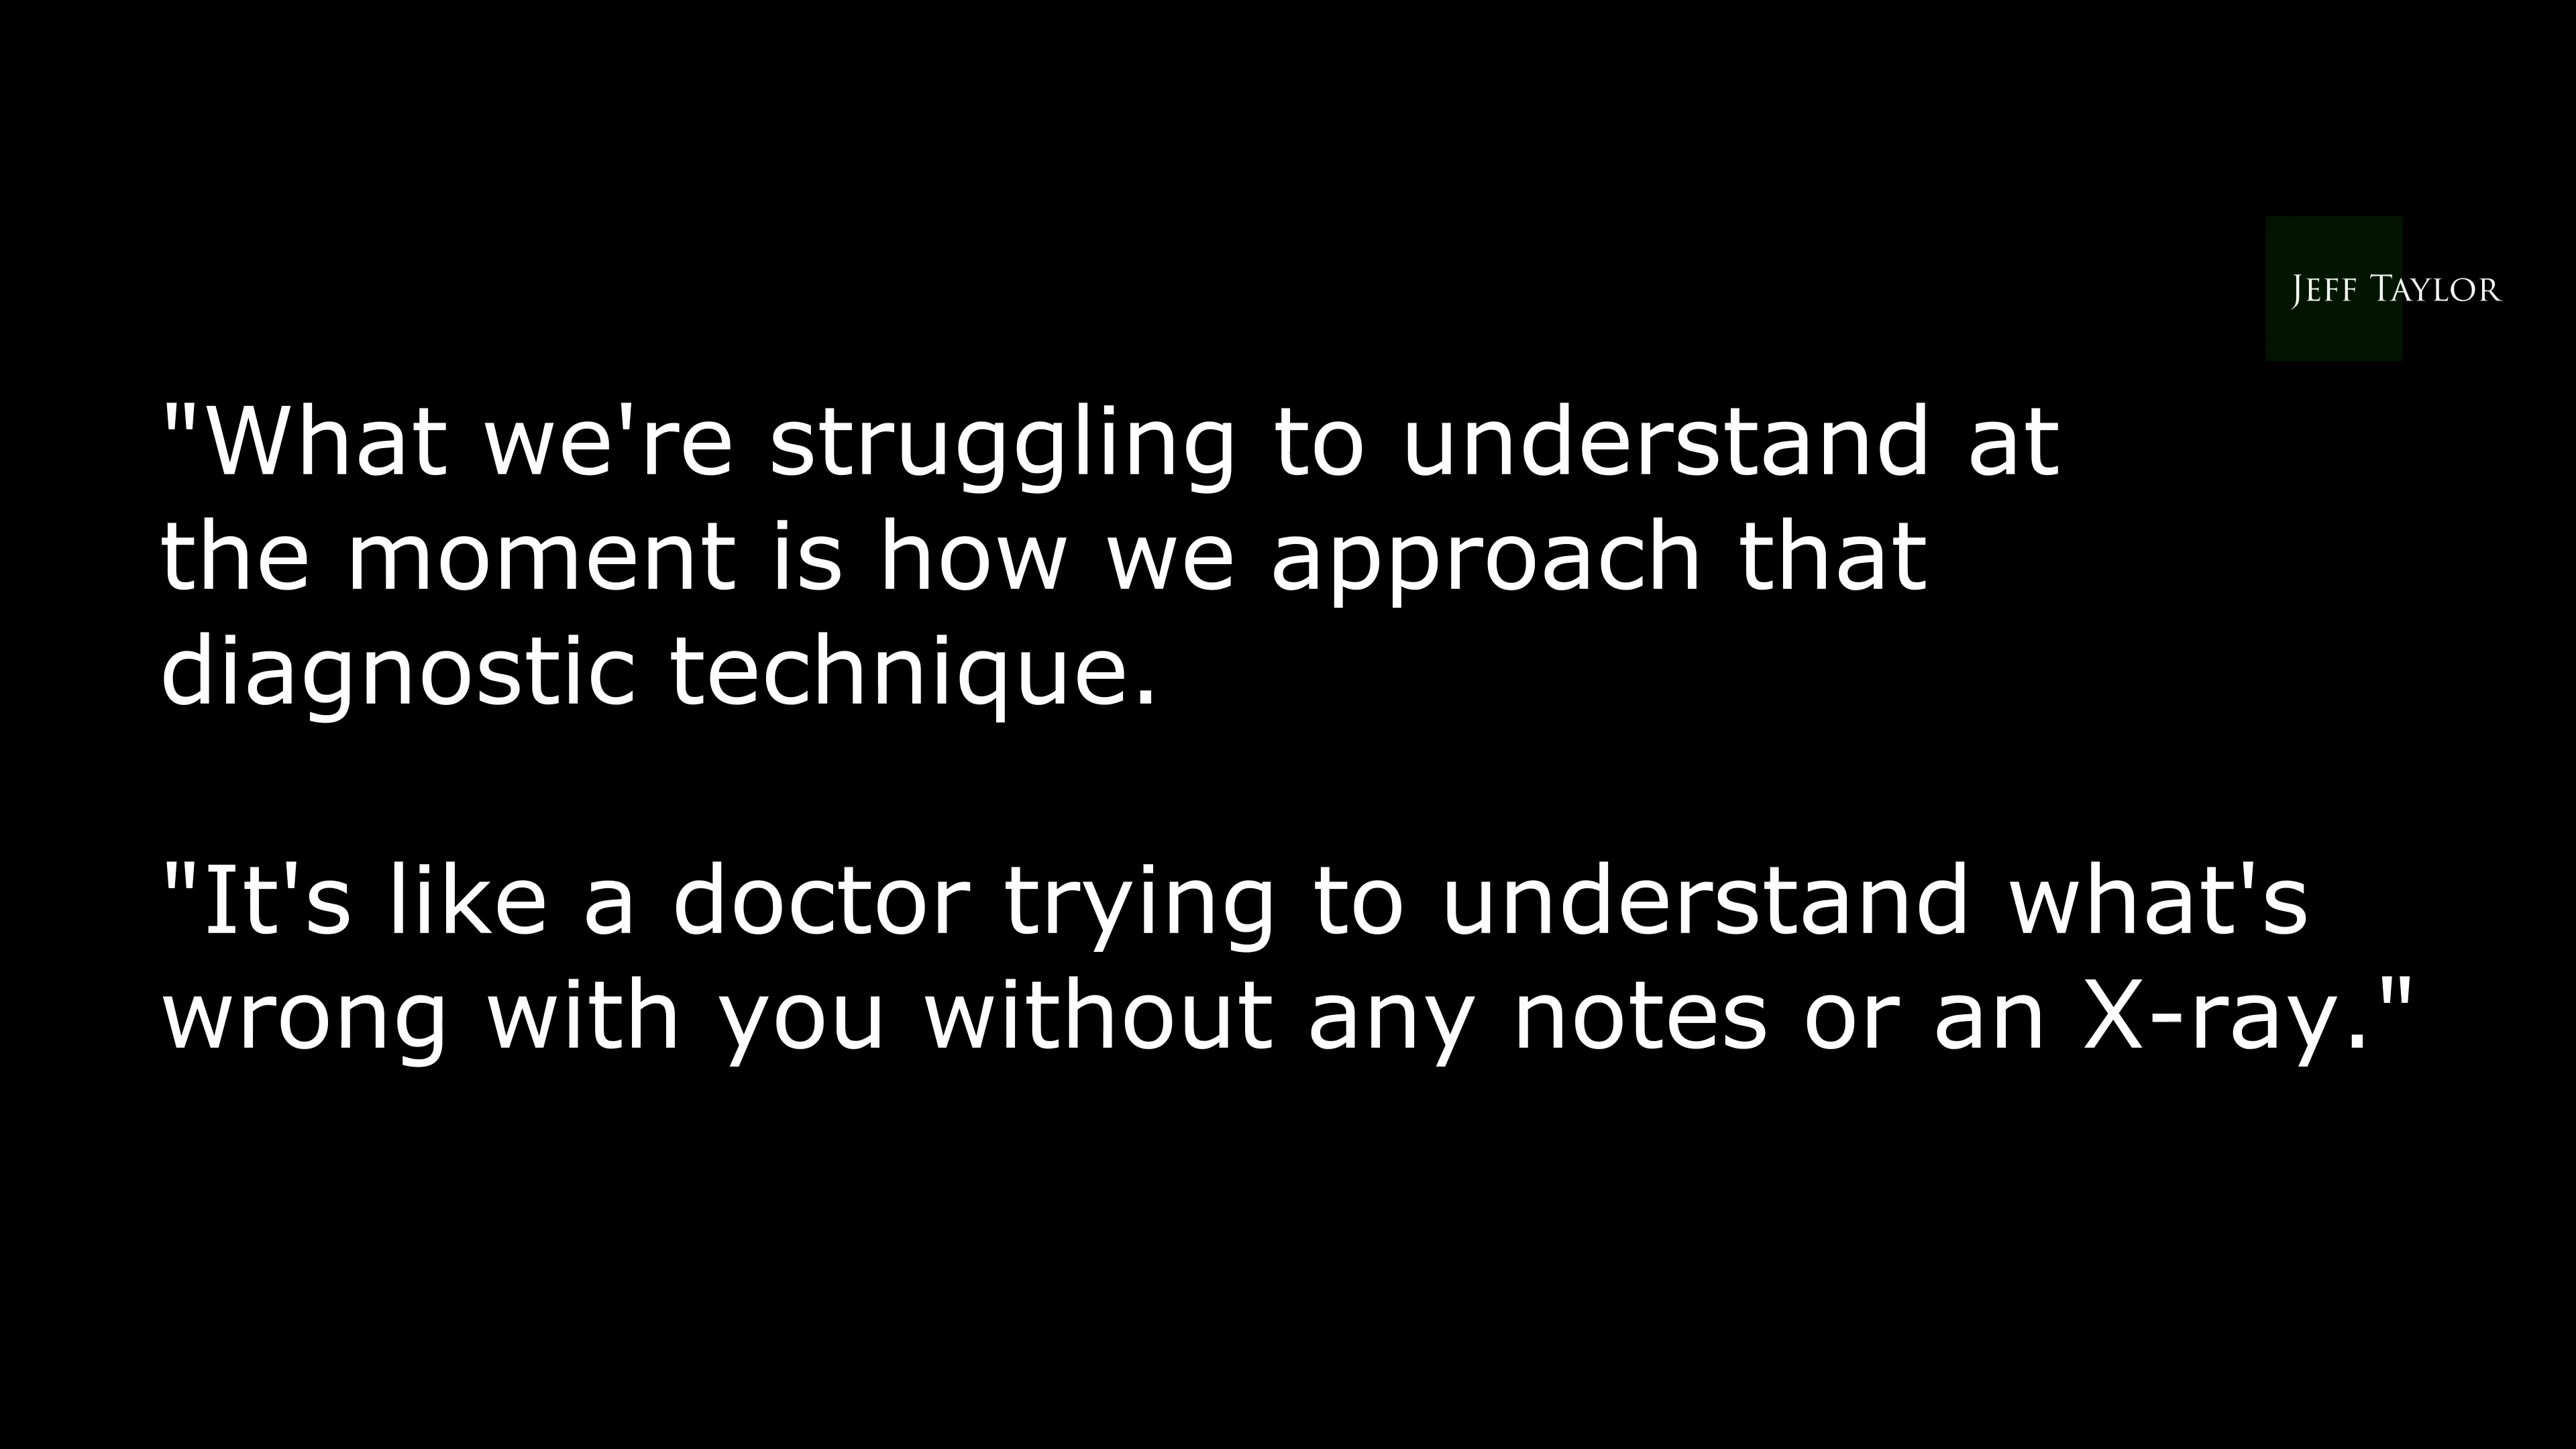 JEFF TAYLOR
"What we're struggling to understand at
the moment is how we approach that
diagnostic technique.
"It's like a doctor trying to understand what's
wrong with you without any notes or an X-ray."